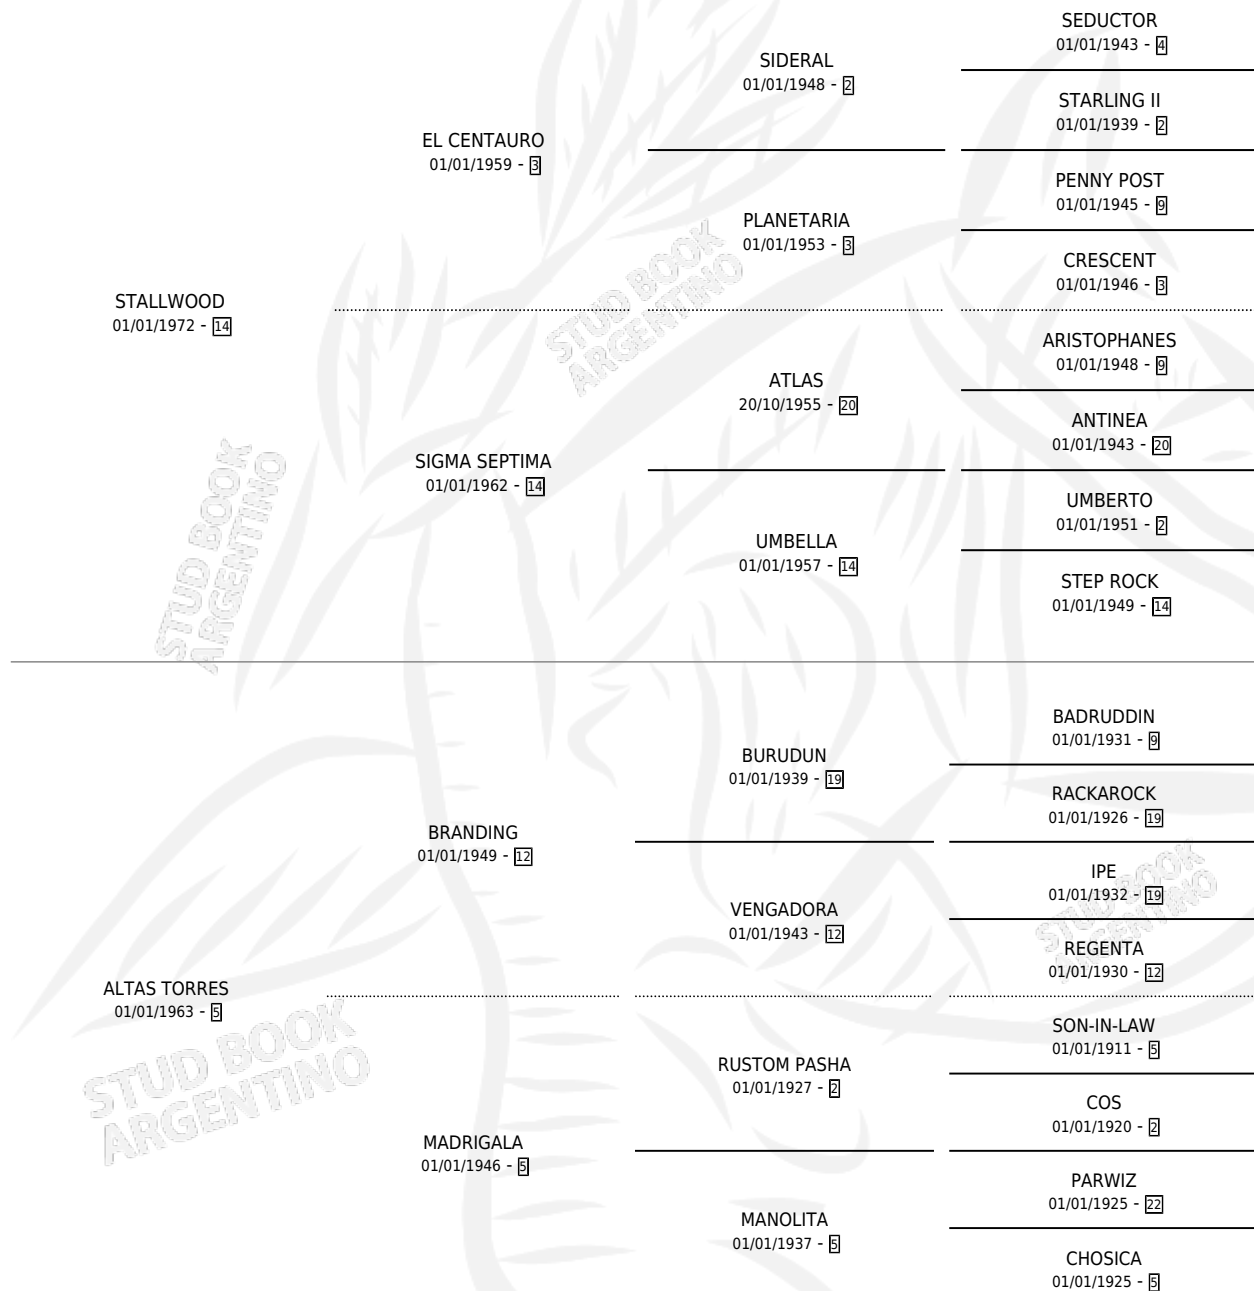 SEDUCTOR
01/01/1943 - 4
SIDERAL
01/01/1948 - 2
STARLING II
01/01/1939 - 2
EL CENTAURO
01/01/1959 - 3
PENNY POST
01/01/1945 - 9
PLANETARIA
01/01/1953 - 3
CRESCENT
01/01/1946 - 3
STALLWOOD
01/01/1972 - 14
ARISTOPHANES
01/01/1948 - 9
ATLAS
20/10/1955 - 20
ANTINEA
01/01/1943 - 20
SIGMA SEPTIMA
01/01/1962 - 14
UMBERTO
01/01/1951 - 2
UMBELLA
01/01/1957 - 14
STEP ROCK
01/01/1949 - 14
BADRUDDIN
01/01/1931 - 9
BURUDUN
01/01/1939 - 19
RACKAROCK
01/01/1926 - 19
BRANDING
01/01/1949 - 12
IPE
01/01/1932 - 19
VENGADORA
01/01/1943 - 12
REGENTA
01/01/1930 - 12
ALTAS TORRES
01/01/1963 - 5
SON-IN-LAW
01/01/1911 - 5
RUSTOM PASHA
01/01/1927 - 2
COS
01/01/1920 - 2
MADRIGALA
01/01/1946 - 5
PARWIZ
01/01/1925 - 22
MANOLITA
01/01/1937 - 5
CHOSICA
01/01/1925 - 5
STUD BOOK
ARGENTINO
STUD BOOK
ARGENTINO
STUD BOOK
ARGENTINO
STUD BOOK
ARGENTINO